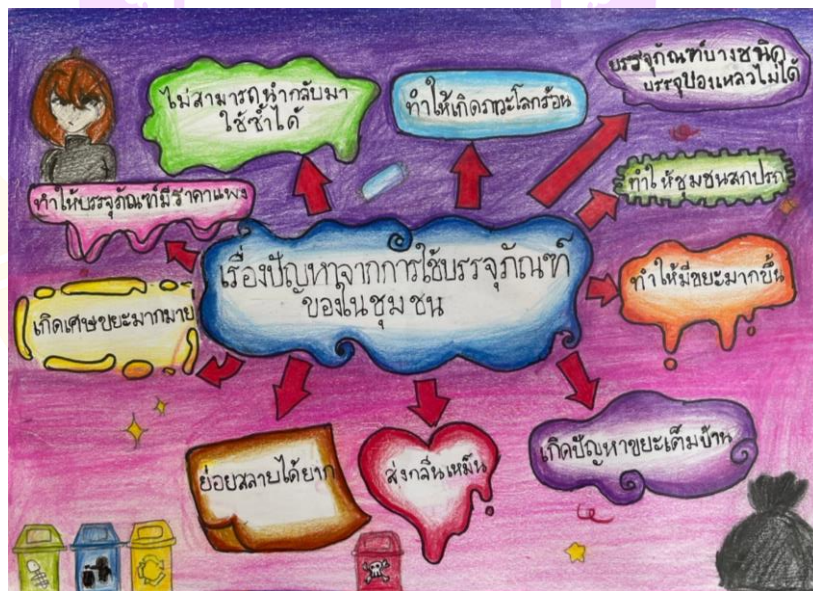 ไม่สามารถนำกลับมา
ใช้ซ้ำได้
ทำให้เกิดภาวะโลกร้อน
บรรจุภัณฑ์บางชนิด
บรรจุของเหลวไม่ได้
ทำให้บรรจุภัณฑ์มีราคาแพง
ทำให้ชุมชนสกปรก
เรื่องปัญหาจากการใช้บรรจุภัณฑ์
ของในชุมชน
ทำให้มีขยะมากขึ้น
เกิดเศษขยะมากมาย
ย่อยสลายได้ยาก
ส่งกลิ่นเหม็น
เกิดปัญหาขยะเต็มบ้าน